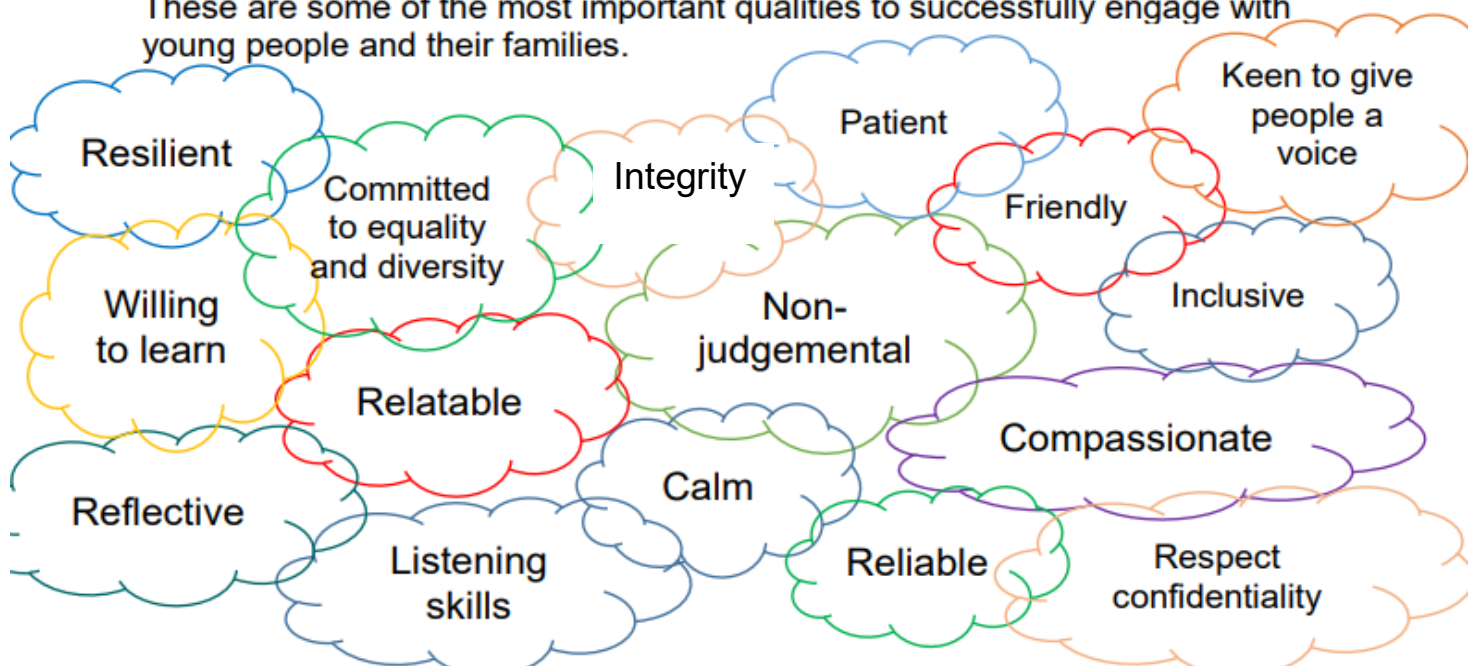 These are some of the most important qualities to successfully engage with
young people and their families.
Resilient
Committed
to equality
and diversity
Integrity
Patient
Keen to give
people a
voice
Friendly
Willing
to learn
Non-
judgemental
Inclusive
Relatable
Compassionate
Reflective
Calm
Listening
skills
Reliable
Respect
confidentiality